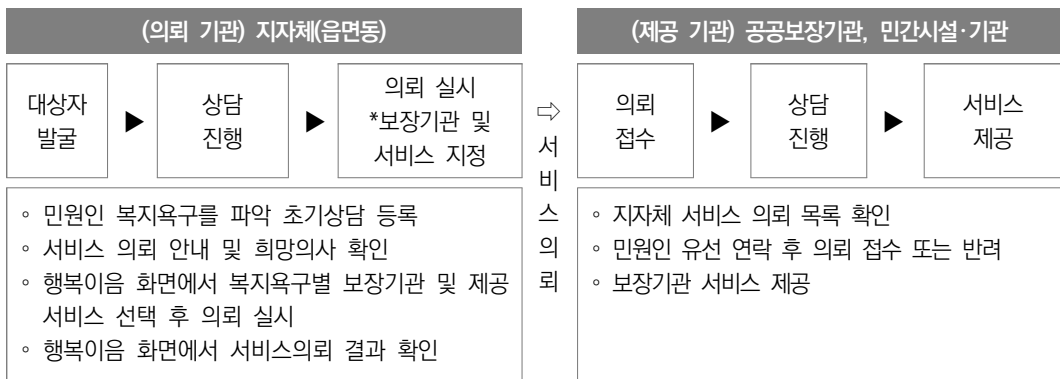 (의뢰 기관) 지자체(읍면동)
대상자
발굴
▶
상담
진행
▶
의뢰 실시
*보장기관 및
서비스 지정
◦ 민원인 복지욕구를 파악 초기상담 등록
◦ 서비스 의뢰 안내 및 희망의사 확인
◦ 행복이음 화면에서 복지욕구별 보장기관 및 제공
서비스 선택 후 의뢰 실시
◦ 행복이음 화면에서 서비스의뢰 결과 확인
⇨
서
비
스
의
뢰
(제공 기관) 공공보장기관, 민간시설·기관
의뢰
접수
▶
상담
진행
▶
서비스
제공
◦ 지자체 서비스 의뢰 목록 확인
◦ 민원인 유선 연락 후 의뢰 접수 또는 반려
◦ 보장기관 서비스 제공